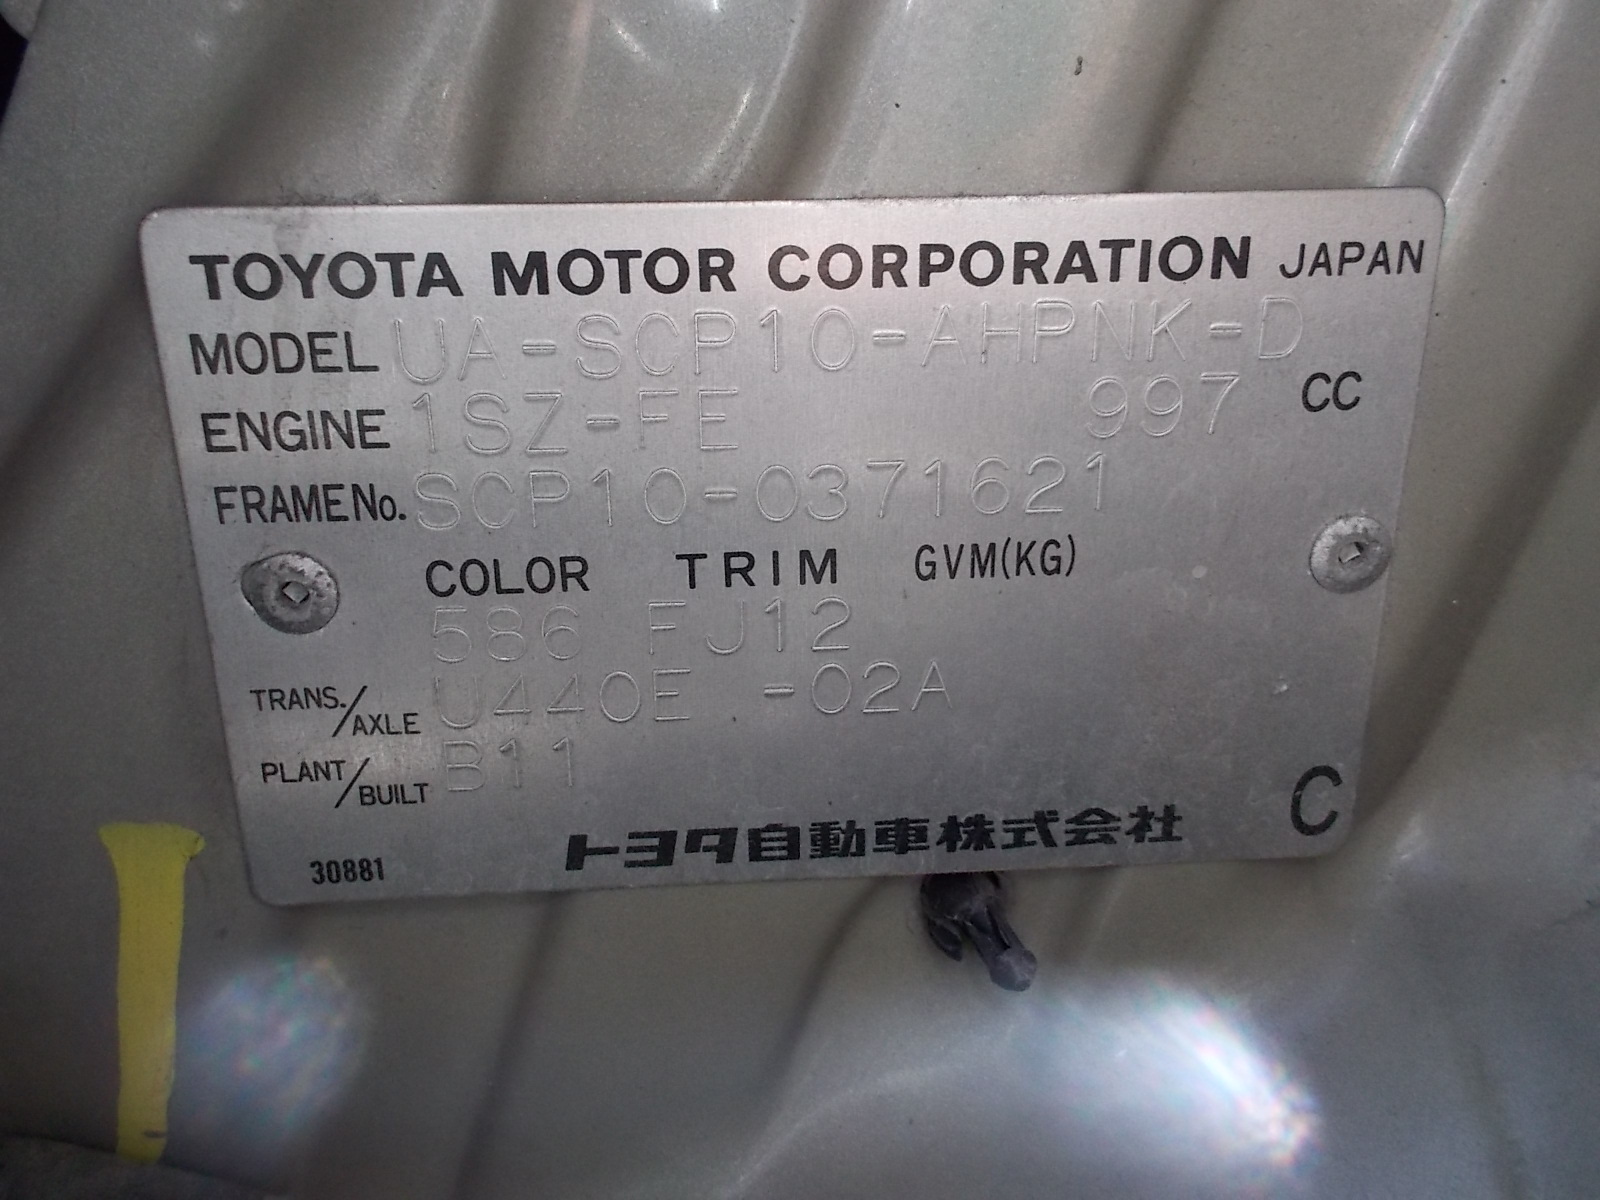 TOYOTA MOTOR CORPORATION JAPAN
MODEL UA-SCP10-AHPNK-D
ENGINE 1SZ-FE 997 CC
FRAME No. SCP10-0371621
COLOR TRIM GVM(KG)
586 FJ12
TRANS./AXLE U440E -02A
PLANT/BUILT B11
トヨタ自動車株式会社 C
30881